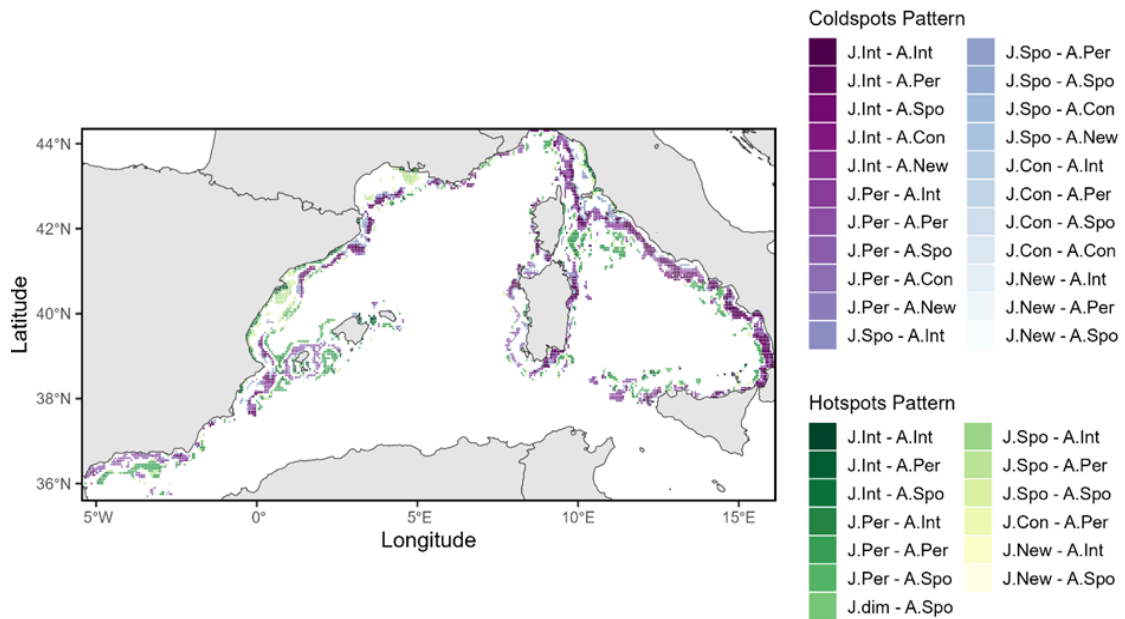 Coldspots Pattern
J.Int - A.Int
J.Int - A.Per
J.Int - A.Spo
J.Int - A.Con
J.Int - A.New
J.Per - A.Int
J.Per - A.Per
J.Per - A.Spo
J.Per - A.Con
J.Per - A.New
J.Spo - A.Int
J.Spo - A.Per
J.Spo - A.Spo
J.Spo - A.Con
J.Spo - A.New
J.Con - A.Int
J.Con - A.Per
J.Con - A.Spo
J.Con - A.Con
J.New - A.Int
J.New - A.Per
J.New - A.Spo
Hotspots Pattern
J.Int - A.Int
J.Int - A.Per
J.Int - A.Spo
J.Per - A.Int
J.Per - A.Per
J.Per - A.Spo
J.dim - A.Spo
J.Spo - A.Int
J.Spo - A.Per
J.Spo - A.Spo
J.Con - A.Per
J.New - A.Int
J.New - A.Spo
Latitude
44°N
42°N
40°N
38°N
36°N
5°W
0°
5°E
10°E
15°E
Longitude